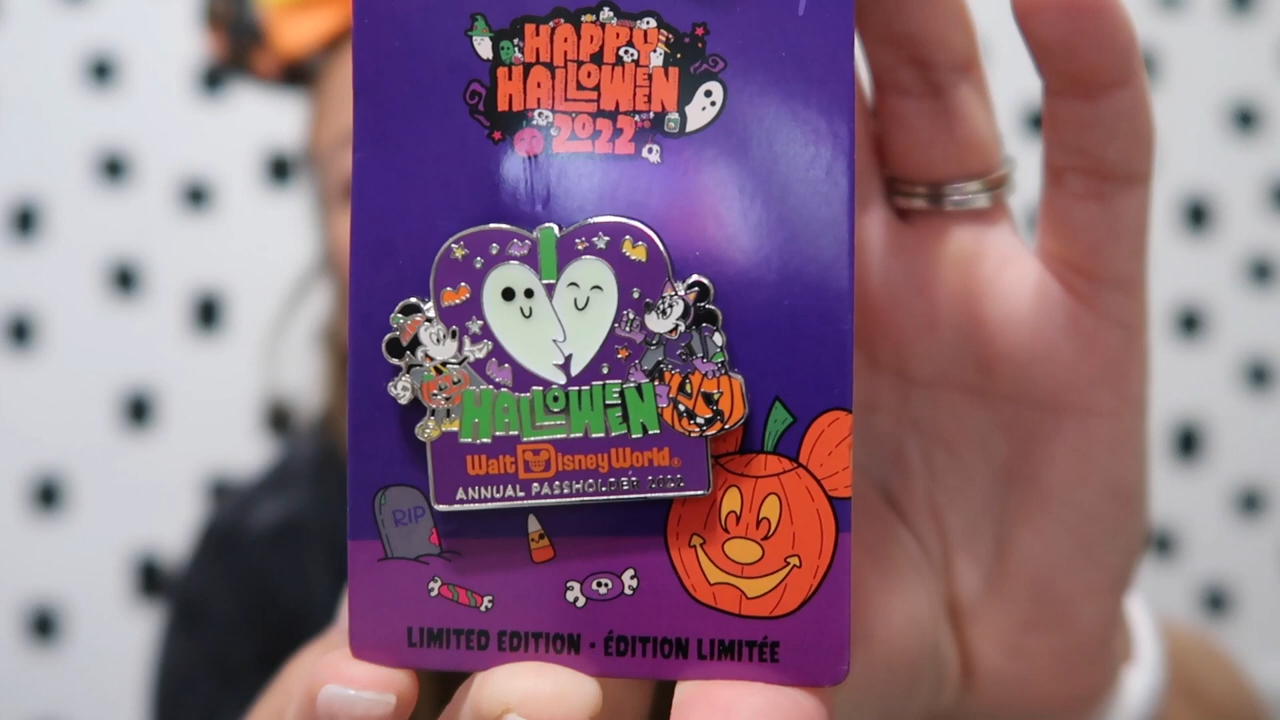 HAPPY
HALLOWEEN
2022
HALLOWEEN
Walt Disney World®
ANNUAL PASSHOLDER 2022
RIP
LIMITED EDITION · ÉDITION LIMITÉE